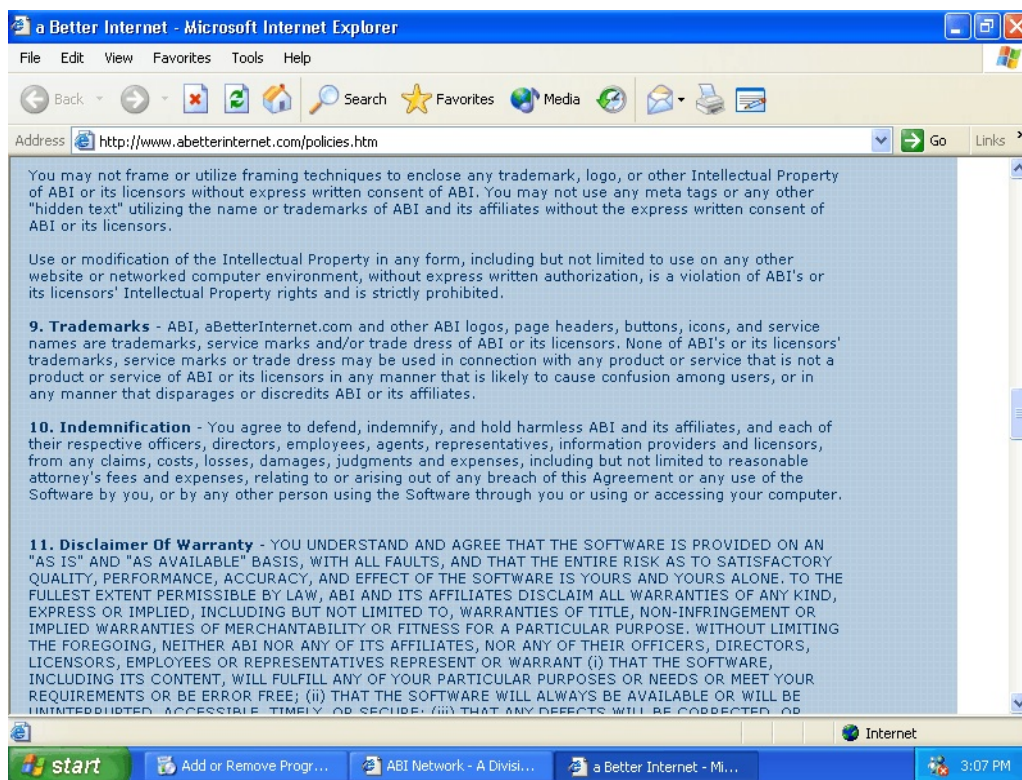 a Better Internet - Microsoft Internet Explorer
File Edit View Favorites Tools Help
Back Search Favorites Media
Address http://www.abetterinternet.com/policies.htm Go Links
You may not frame or utilize framing techniques to enclose any trademark, logo, or other Intellectual Property
of ABI or its licensors without express written consent of ABI. You may not use any meta tags or any other
"hidden text" utilizing the name or trademarks of ABI and its affiliates without the express written consent of
ABI or its licensors.
Use or modification of the Intellectual Property in any form, including but not limited to use on any other
website or networked computer environment, without express written authorization, is a violation of ABI's or
its licensors' Intellectual Property rights and is strictly prohibited.
9. Trademarks - ABI, aBetterInternet.com and other ABI logos, page headers, buttons, icons, and service
names are trademarks, service marks and/or trade dress of ABI or its licensors. None of ABI's or its licensors'
trademarks, service marks or trade dress may be used in connection with any product or service that is not a
product or service of ABI or its licensors in any manner that is likely to cause confusion among users, or in
any manner that disparages or discredits ABI or its affiliates.
10. Indemnification - You agree to defend, indemnify, and hold harmless ABI and its affiliates, and each of
their respective officers, directors, employees, agents, representatives, information providers and licensors,
from any claims, costs, losses, damages, judgments and expenses, including but not limited to reasonable
attorney's fees and expenses, relating to or arising out of any breach of this Agreement or any use of the
Software by you, or by any other person using the Software through you or using or accessing your computer.
11. Disclaimer Of Warranty - YOU UNDERSTAND AND AGREE THAT THE SOFTWARE IS PROVIDED ON AN
"AS IS" AND "AS AVAILABLE" BASIS, WITH ALL FAULTS, AND THAT THE ENTIRE RISK AS TO SATISFACTORY
QUALITY, PERFORMANCE, ACCURACY, AND EFFECT OF THE SOFTWARE IS YOURS AND YOURS ALONE. TO THE
FULLEST EXTENT PERMISSIBLE BY LAW, ABI AND ITS AFFILIATES DISCLAIM ALL WARRANTIES OF ANY KIND,
EXPRESS OR IMPLIED, INCLUDING BUT NOT LIMITED TO, WARRANTIES OF TITLE, NON-INFRINGEMENT OR
IMPLIED WARRANTIES OF MERCHANTABILITY OR FITNESS FOR A PARTICULAR PURPOSE. WITHOUT LIMITING
THE FOREGOING, NEITHER ABI NOR ANY OF ITS AFFILIATES, NOR ANY OF THEIR OFFICERS, DIRECTORS,
LICENSORS, EMPLOYEES OR REPRESENTATIVES REPRESENT OR WARRANT (i) THAT THE SOFTWARE,
INCLUDING ITS CONTENT, WILL FULFILL ANY OF YOUR PARTICULAR PURPOSES OR NEEDS OR MEET YOUR
REQUIREMENTS OR BE ERROR FREE; (ii) THAT THE SOFTWARE WILL ALWAYS BE AVAILABLE OR WILL BE
UNINTERRUPTED, ACCESSIBLE, TIMELY, OR SECURE; (iii) THAT ANY DEFECTS WILL BE CORRECTED, OR
Internet
start Add or Remove Progr... ABI Network - A Divisi... a Better Internet - Mi... 3:07 PM